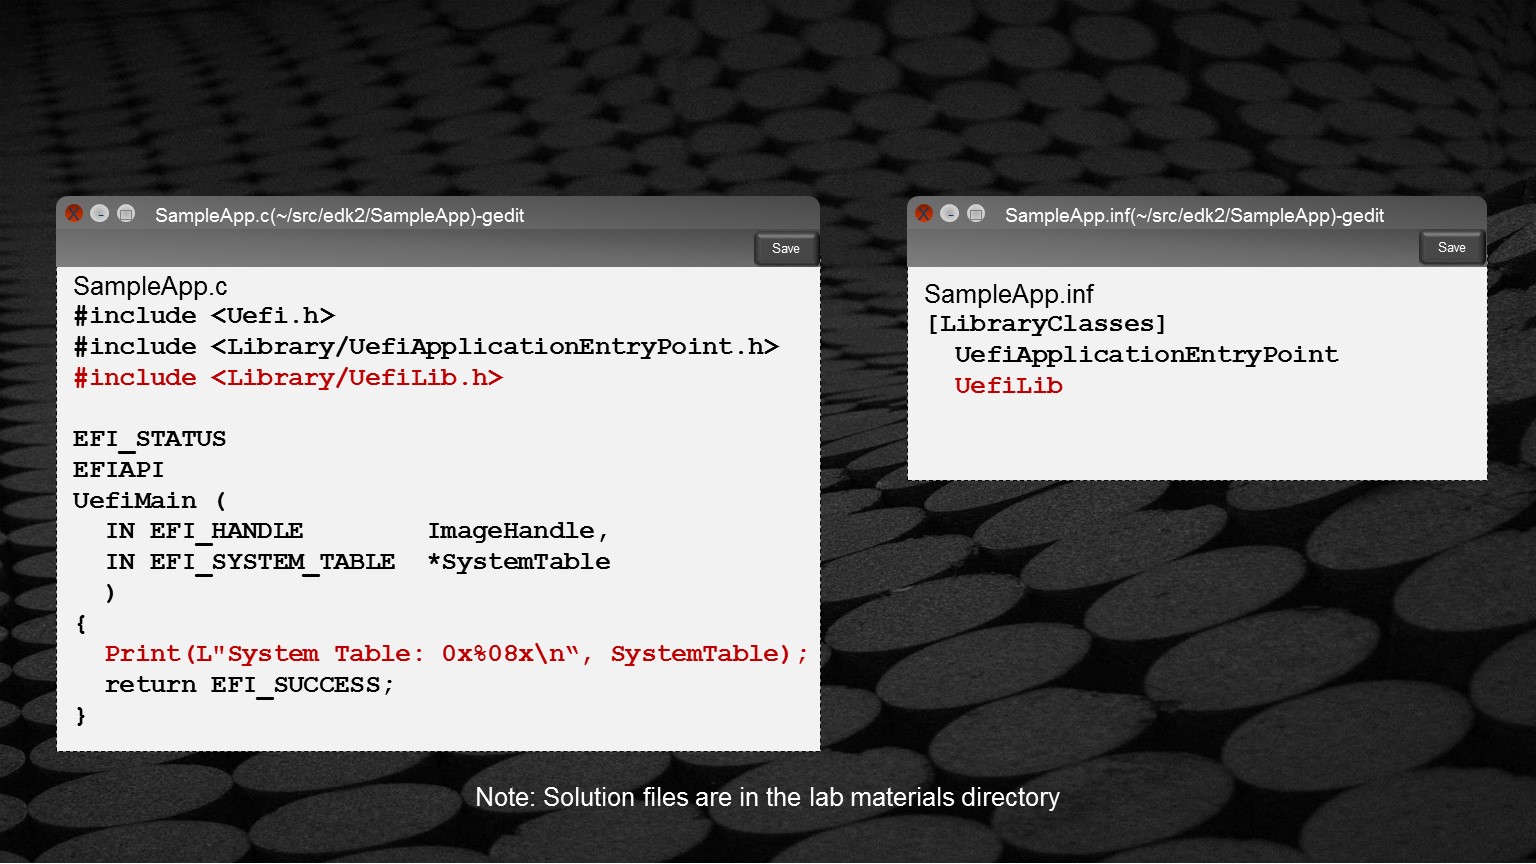 SampleApp.c(~/src/edk2/SampleApp)-gedit
Save
SampleApp.c
#include <Uefi.h>
#include <Library/UefiApplicationEntryPoint.h>
#include <Library/UefiLib.h>
EFI_STATUS
EFIAPI
UefiMain (
  IN EFI_HANDLE        ImageHandle,
  IN EFI_SYSTEM_TABLE  *SystemTable
  )
{
  Print(L"System Table: 0x%08x\n“, SystemTable);
  return EFI_SUCCESS;
}
SampleApp.inf(~/src/edk2/SampleApp)-gedit
Save
SampleApp.inf
[LibraryClasses]
  UefiApplicationEntryPoint
  UefiLib
Note: Solution files are in the lab materials directory